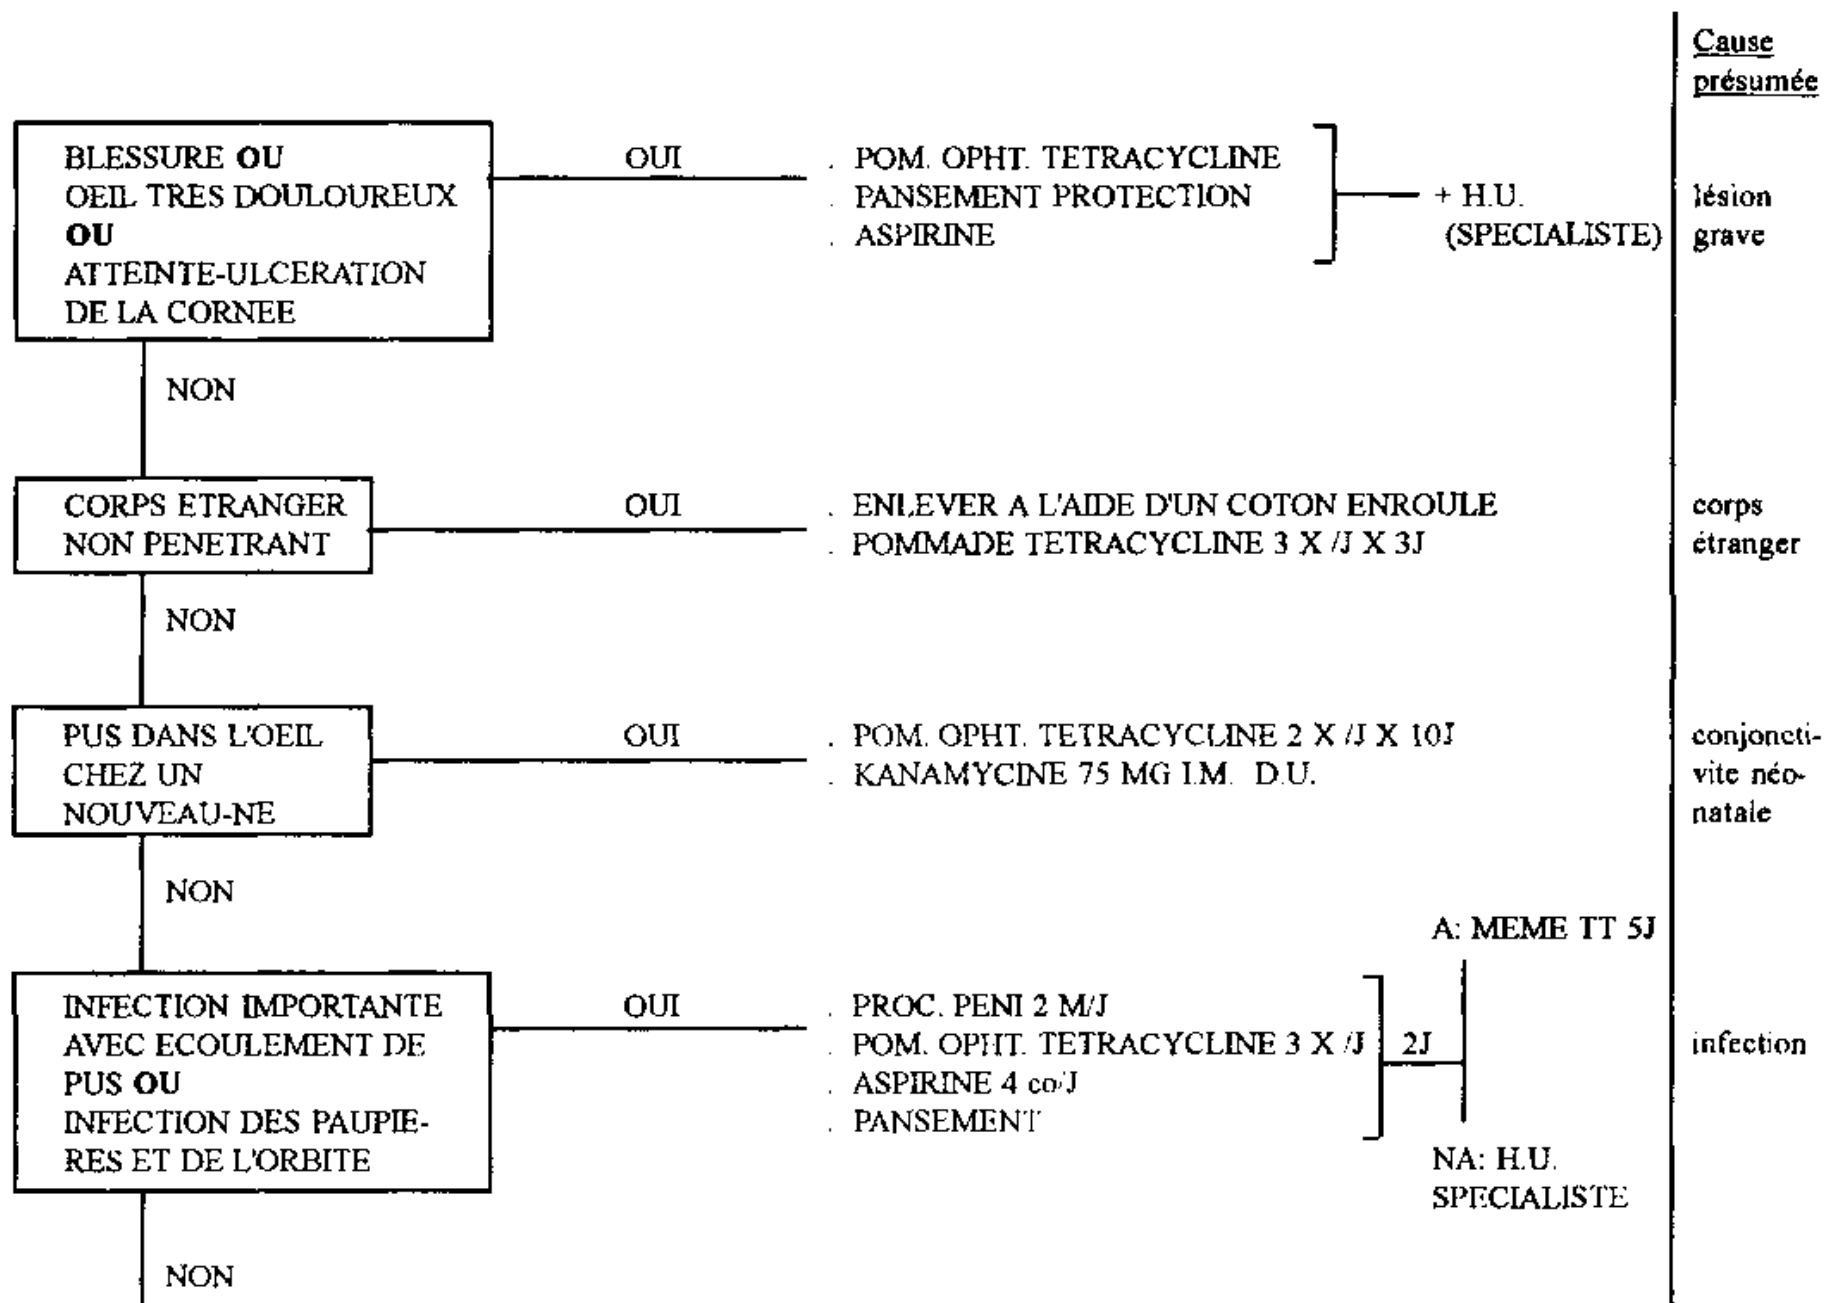 Cause
présumée
BLESSURE OU
OEIL TRES DOULOUREUX
OU
ATTEINTE-ULCERATION
DE LA CORNEE
OUI
. POM. OPHT. TETRACYCLINE
. PANSEMENT PROTECTION
. ASPIRINE
+ H.U.
(SPECIALISTE)
lésion
grave
NON
CORPS ETRANGER
NON PENETRANT
OUI
. ENLEVER A L'AIDE D'UN COTON ENROULE
. POMMADE TETRACYCLINE 3 X /J X 3J
corps
étranger
NON
PUS DANS L'OEIL
CHEZ UN
NOUVEAU-NE
OUI
. POM. OPHT. TETRACYCLINE 2 X /J X 10J
. KANAMYCINE 75 MG I.M. D.U.
conjoncti-
vite néo-
natale
NON
INFECTION IMPORTANTE
AVEC ECOULEMENT DE
PUS OU
INFECTION DES PAUPIE-
RES ET DE L'ORBITE
OUI
. PROC. PENI 2 M/J
. POM. OPHT. TETRACYCLINE 3 X /J
. ASPIRINE 4 co/J
. PANSEMENT
2J
A: MEME TT 5J
NA: H.U.
SPECIALISTE
infection
NON